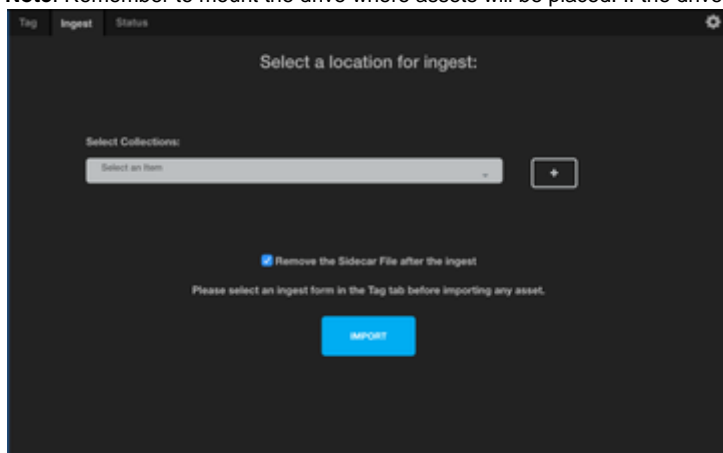 Note: Remember to mount the drive where assets will be placed. If the drive
Tag Ingest Status
Select a location for ingest:
Select Collections:
Select an Item
+
Remove the Sidecar File after the ingest
Please select an ingest form in the Tag tab before importing any asset.
IMPORT